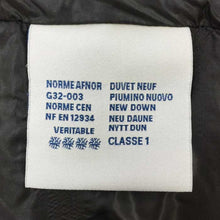 NORME AFNOR
G32-003
NORME CEN
NF EN 12934
VERITABLE
DUVET NEUF
PIUMINO NUOVO
NEW DOWN
NEU DAUNE
NYTT DUN
CLASSE 1